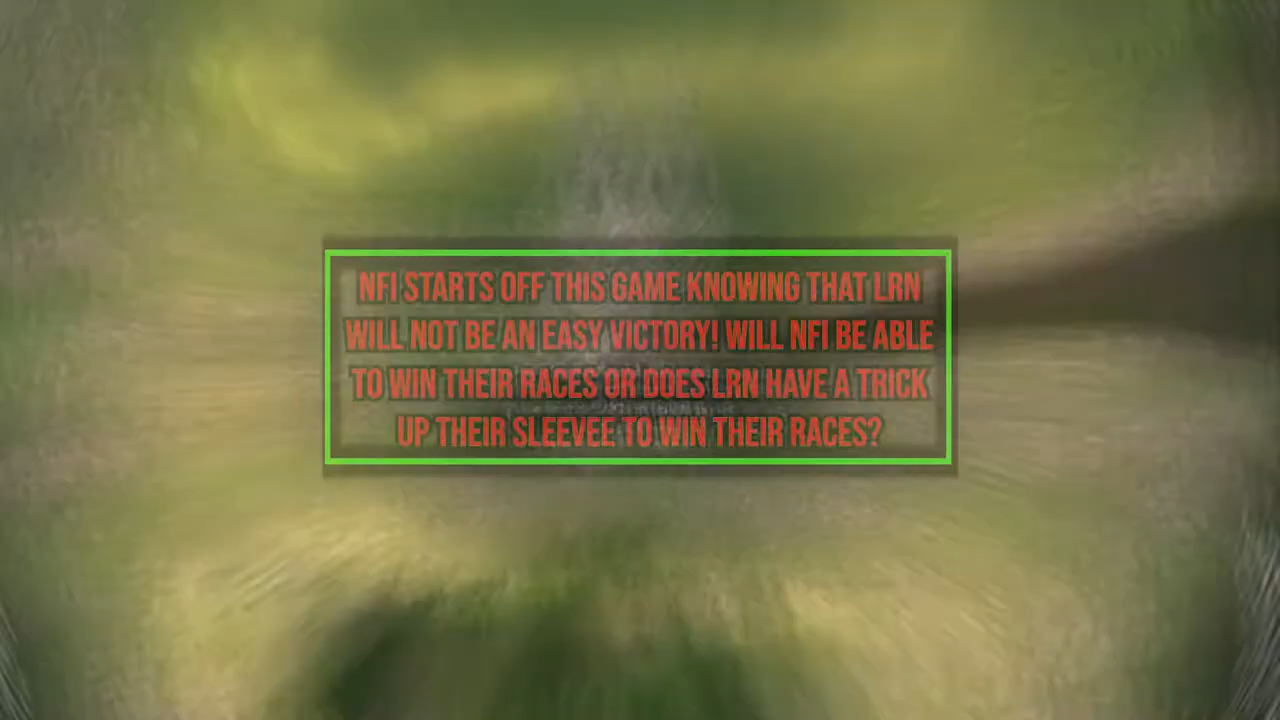 NFI STARTS OFF THIS GAME KNOWING THAT LRN
WILL NOT BE AN EASY VICTORY! WILL NFI BE ABLE
TO WIN THEIR RACES OR DOES LRN HAVE A TRICK
UP THEIR SLEEVEE TO WIN THEIR RACES?